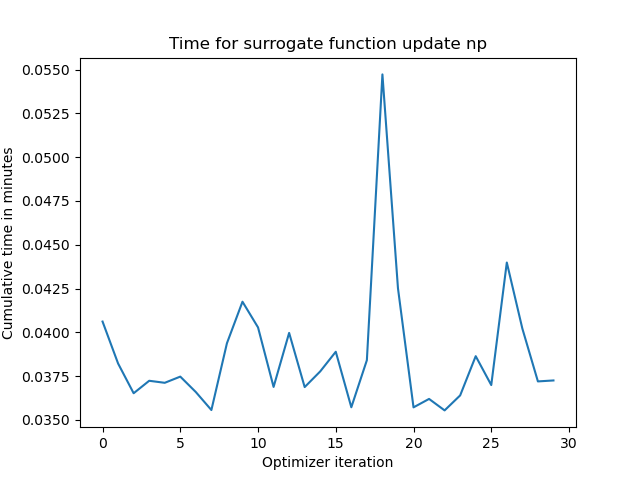 Time for surrogate function update np
Cumulative time in minutes
0.0550
0.0525
0.0500
0.0475
0.0450
0.0425
0.0400
0.0375
0.0350
0 5 10 15 20 25 30
Optimizer iteration